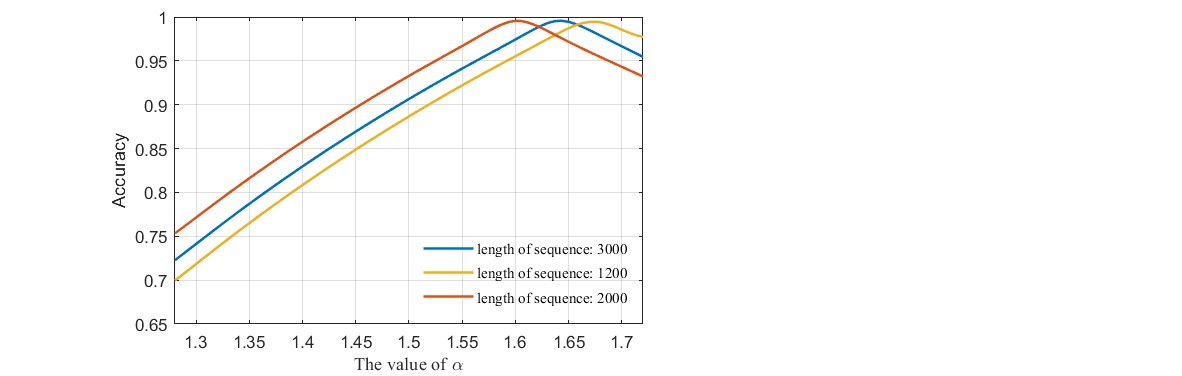 1
0.95
0.9
0.85
0.8
0.75
0.7
0.65
Accuracy
length of sequence: 3000
length of sequence: 1200
length of sequence: 2000
1.3 1.35 1.4 1.45 1.5 1.55 1.6 1.65 1.7
The value of α